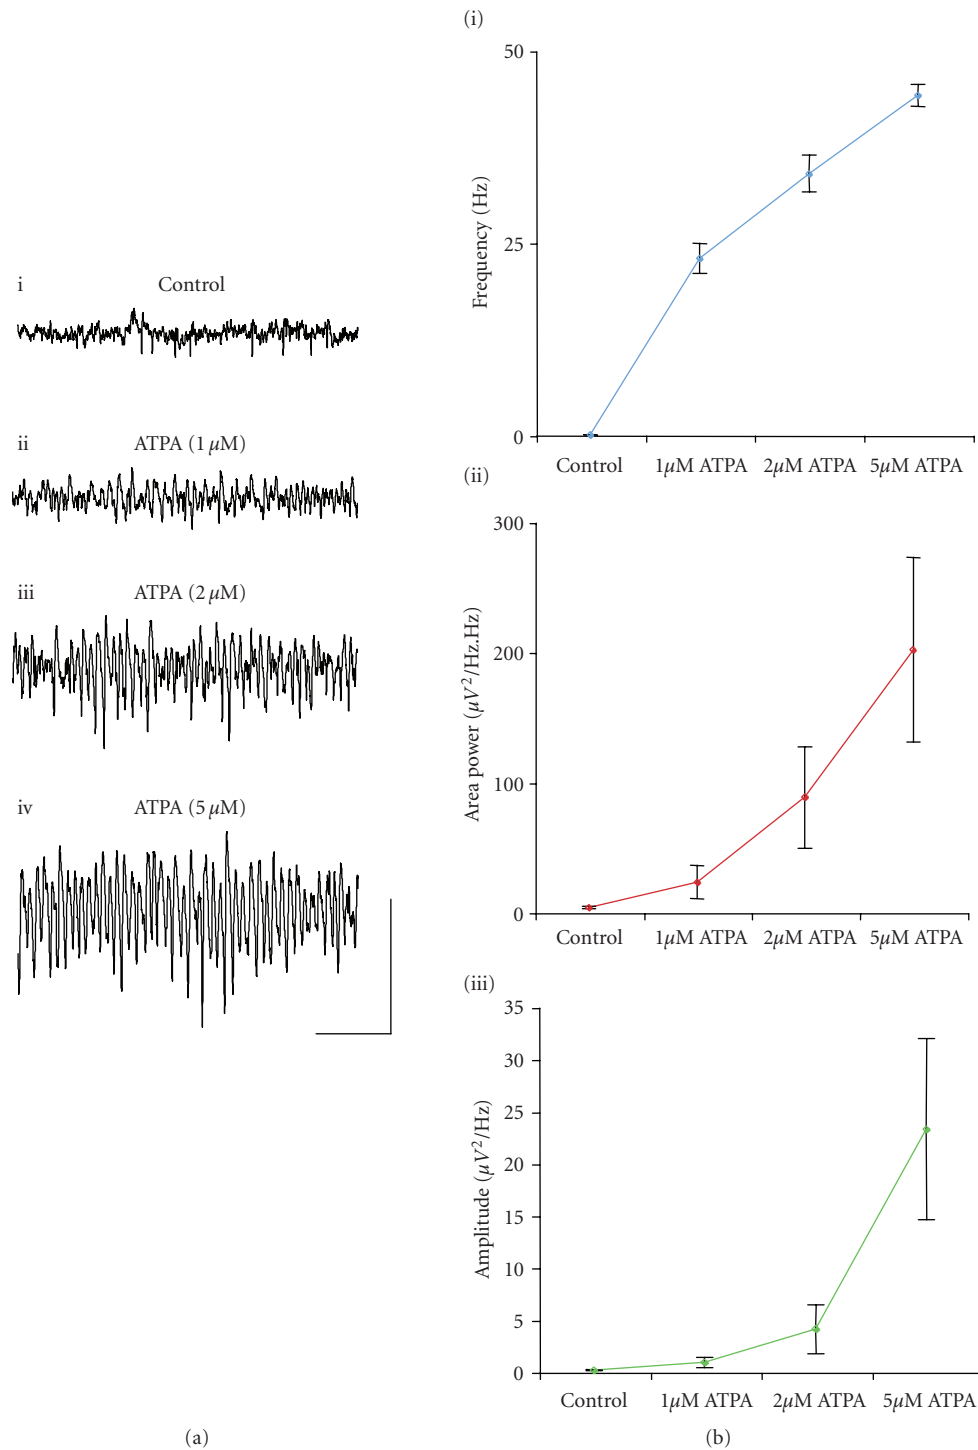 i Control
ii ATPA (1 μM)
iii ATPA (2 μM)
iv ATPA (5 μM)
(a)
(i)
50
25
0
Frequency (Hz)
Control 1μM ATPA 2μM ATPA 5μM ATPA
(ii)
300
200
100
0
Area power (μV²/Hz.Hz)
Control 1μM ATPA 2μM ATPA 5μM ATPA
(iii)
35
30
25
20
15
10
5
0
Amplitude (μV²/Hz)
Control 1μM ATPA 2μM ATPA 5μM ATPA
(b)